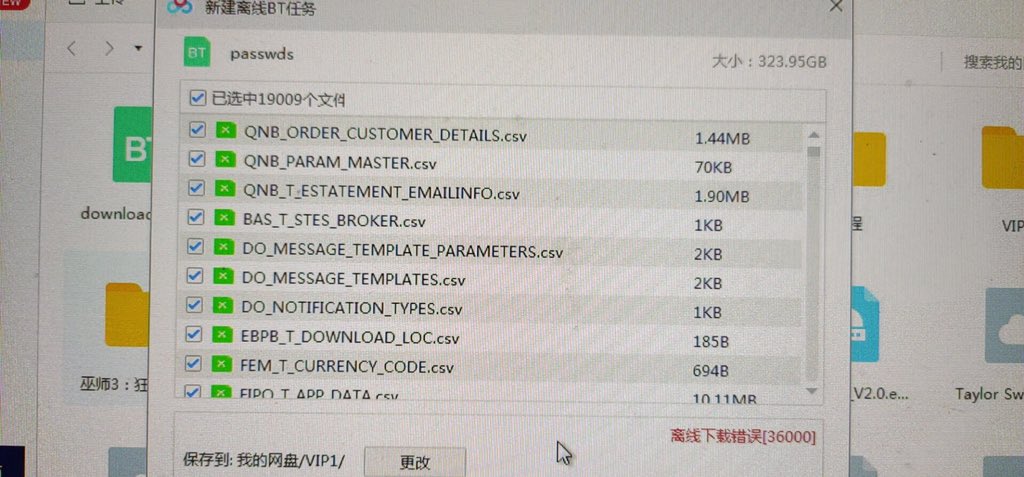 新建离线BT任务
BT
passwds
大小：323.95GB
搜索我的
已选中19009个文件
QNB_ORDER_CUSTOMER_DETAILS.csv 1.44MB
QNB_PARAM_MASTER.csv 70KB
QNB_T_ESTATEMENT_EMAILINFO.csv 1.90MB
BAS_T_STES_BROKER.csv 1KB
DO_MESSAGE_TEMPLATE_PARAMETERS.csv 2KB
DO_MESSAGE_TEMPLATES.csv 2KB
DO_NOTIFICATION_TYPES.csv 1KB
EBPB_T_DOWNLOAD_LOC.csv 185B
FEM_T_CURRENCY_CODE.csv 694B
FIPO_T_APP_DATA.csv 10.11MB
离线下载错误[36000]
保存到: 我的网盘/VIP1/
更改
BT
download
程
VIP
巫师3：狂
_V2.0.e...
Taylor Sw